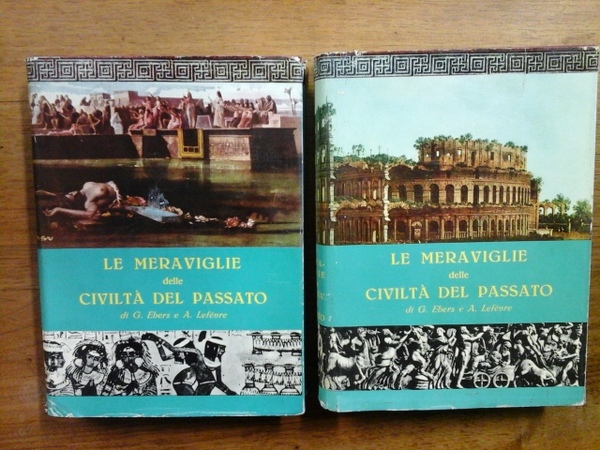 LE MERAVIGLIE
delle
CIVILTÀ DEL PASSATO
di G. Ebers e A. Lefèvre
LE MERAVIGLIE
delle
CIVILTÀ DEL PASSATO
di G. Ebers e A. Lefèvre